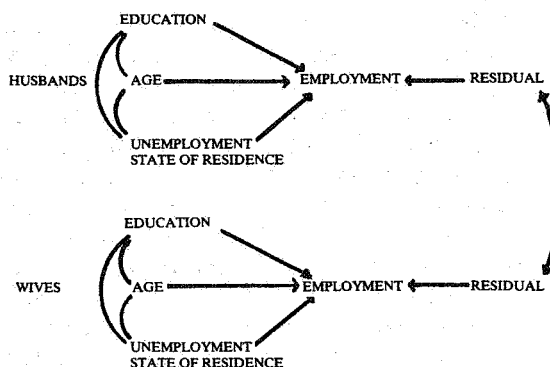 EDUCATION
HUSBANDS AGE EMPLOYMENT RESIDUAL
UNEMPLOYMENT
STATE OF RESIDENCE
EDUCATION
WIVES AGE EMPLOYMENT RESIDUAL
UNEMPLOYMENT
STATE OF RESIDENCE